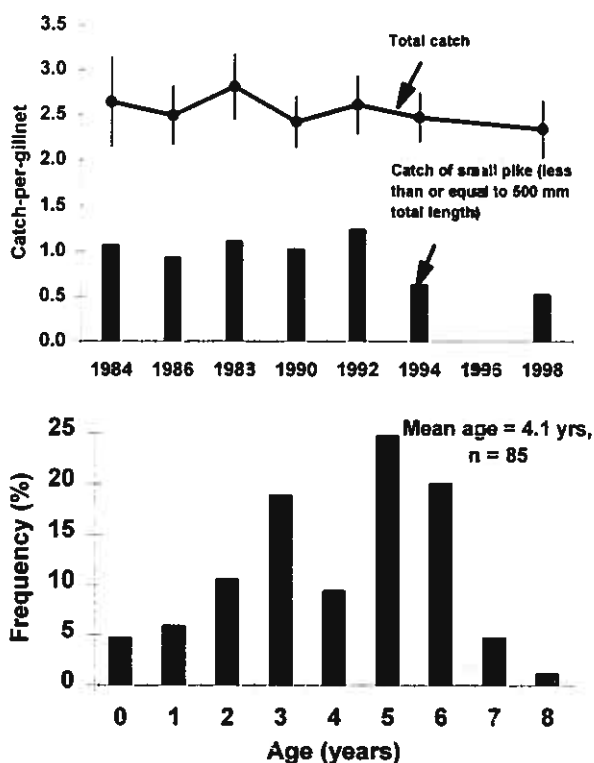 3.5
3.0
2.5
2.0
1.5
1.0
0.5
0.0
Catch-per-gillnet
Total catch
Catch of small pike (less
than or equal to 500 mm
total length)
1984 1986 1983 1990 1992 1994 1996 1998
25
20
15
10
5
0
Frequency (%)
Mean age = 4.1 yrs,
n = 85
0 1 2 3 4 5 6 7 8
Age (years)